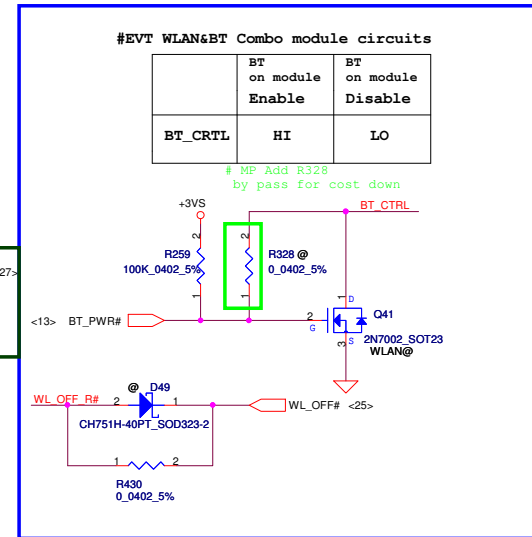 #EVT WLAN&BT Combo module circuits
BT
on module
Enable
BT
on module
Disable
BT_CRTL
HI
LO
# MP Add R328
by pass for cost down
+3VS
BT_CTRL
2
R259
100K_0402_5%
1
2
R328 @
0_0402_5%
1
27>
<13> BT_PWR#
1
D
2
G
Q41
S
3
2N7002_SOT23
WLAN@
WL_OFF_R#
@ D49
2
1
CH751H-40PT_SOD323-2
WL_OFF# <25>
1
2
R430
0_0402_5%